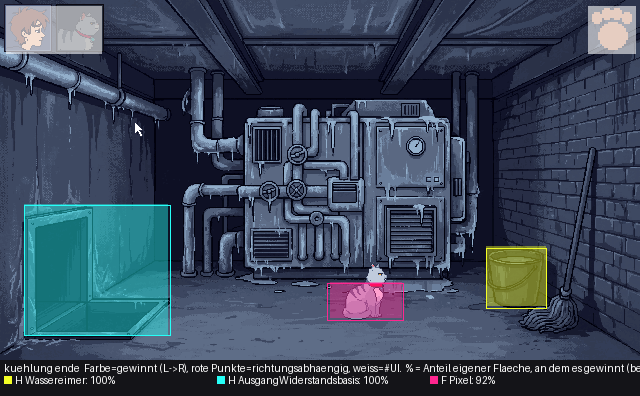 kuehlung ende Farbe=gewinnt (L->R), rote Punkte=richtungsabhaengig, weiss=#UI. % = Anteil eigener Flaeche, an dem es gewinnt (be
H Wassereimer: 100% H AusgangWiderstandsbasis: 100% F Pixel: 92%